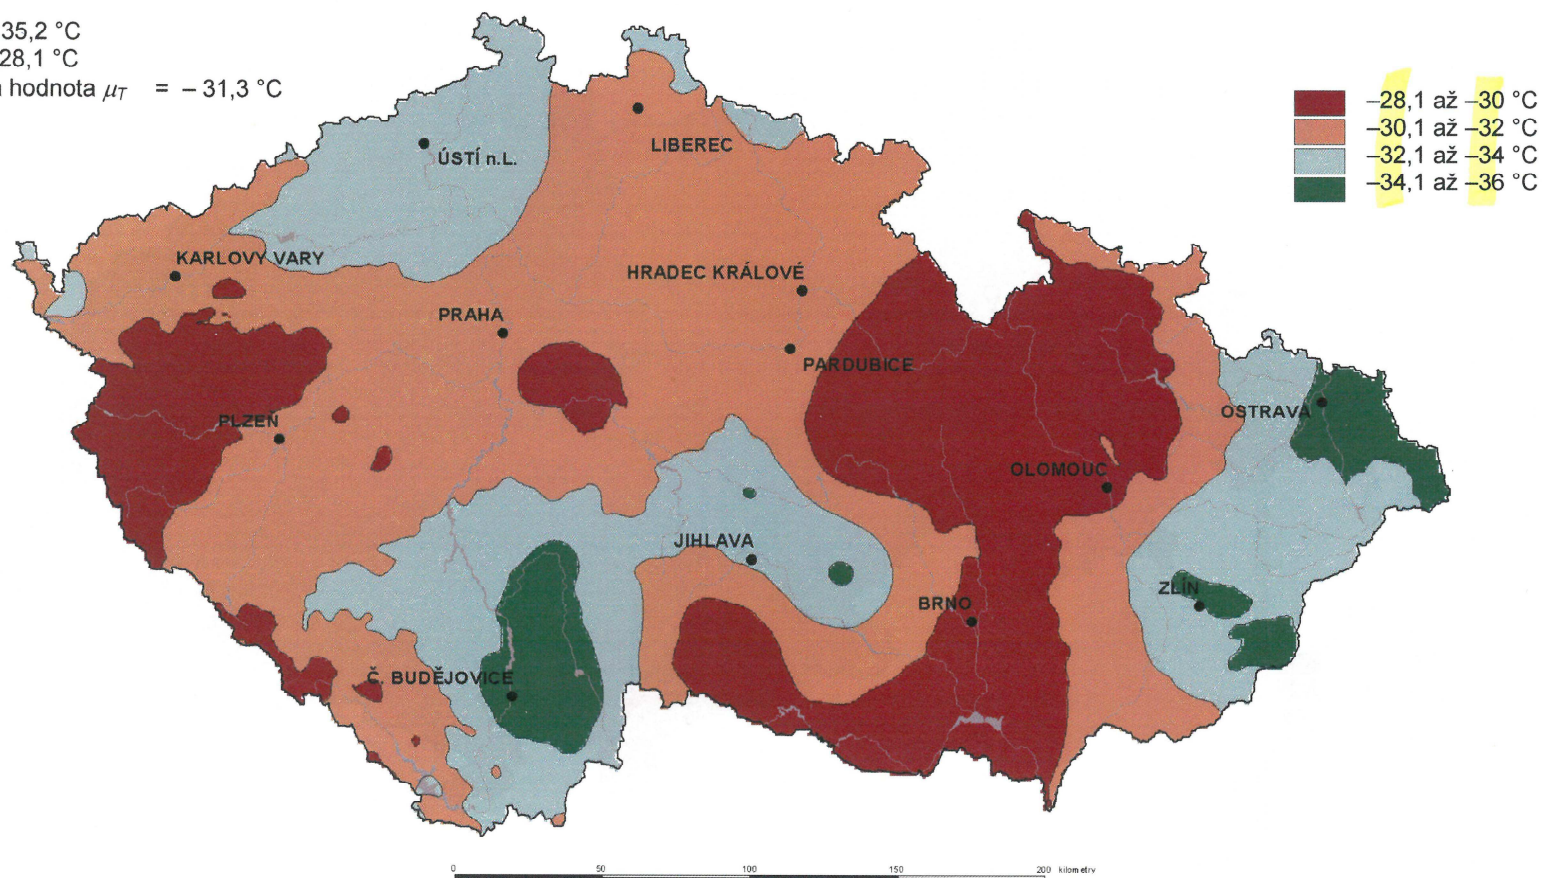 35,2 °C
28,1 °C
hodnota μT = – 31,3 °C
–28,1 až –30 °C
–30,1 až –32 °C
–32,1 až –34 °C
–34,1 až –36 °C
LIBEREC
ÚSTÍ n.L.
KARLOVY VARY
HRADEC KRÁLOVÉ
PRAHA
PARDUBICE
PLZEŇ
OSTRAVA
OLOMOUC
JIHLAVA
ZLÍN
BRNO
Č. BUDĚJOVICE
0 50 100 150 200 kilometry